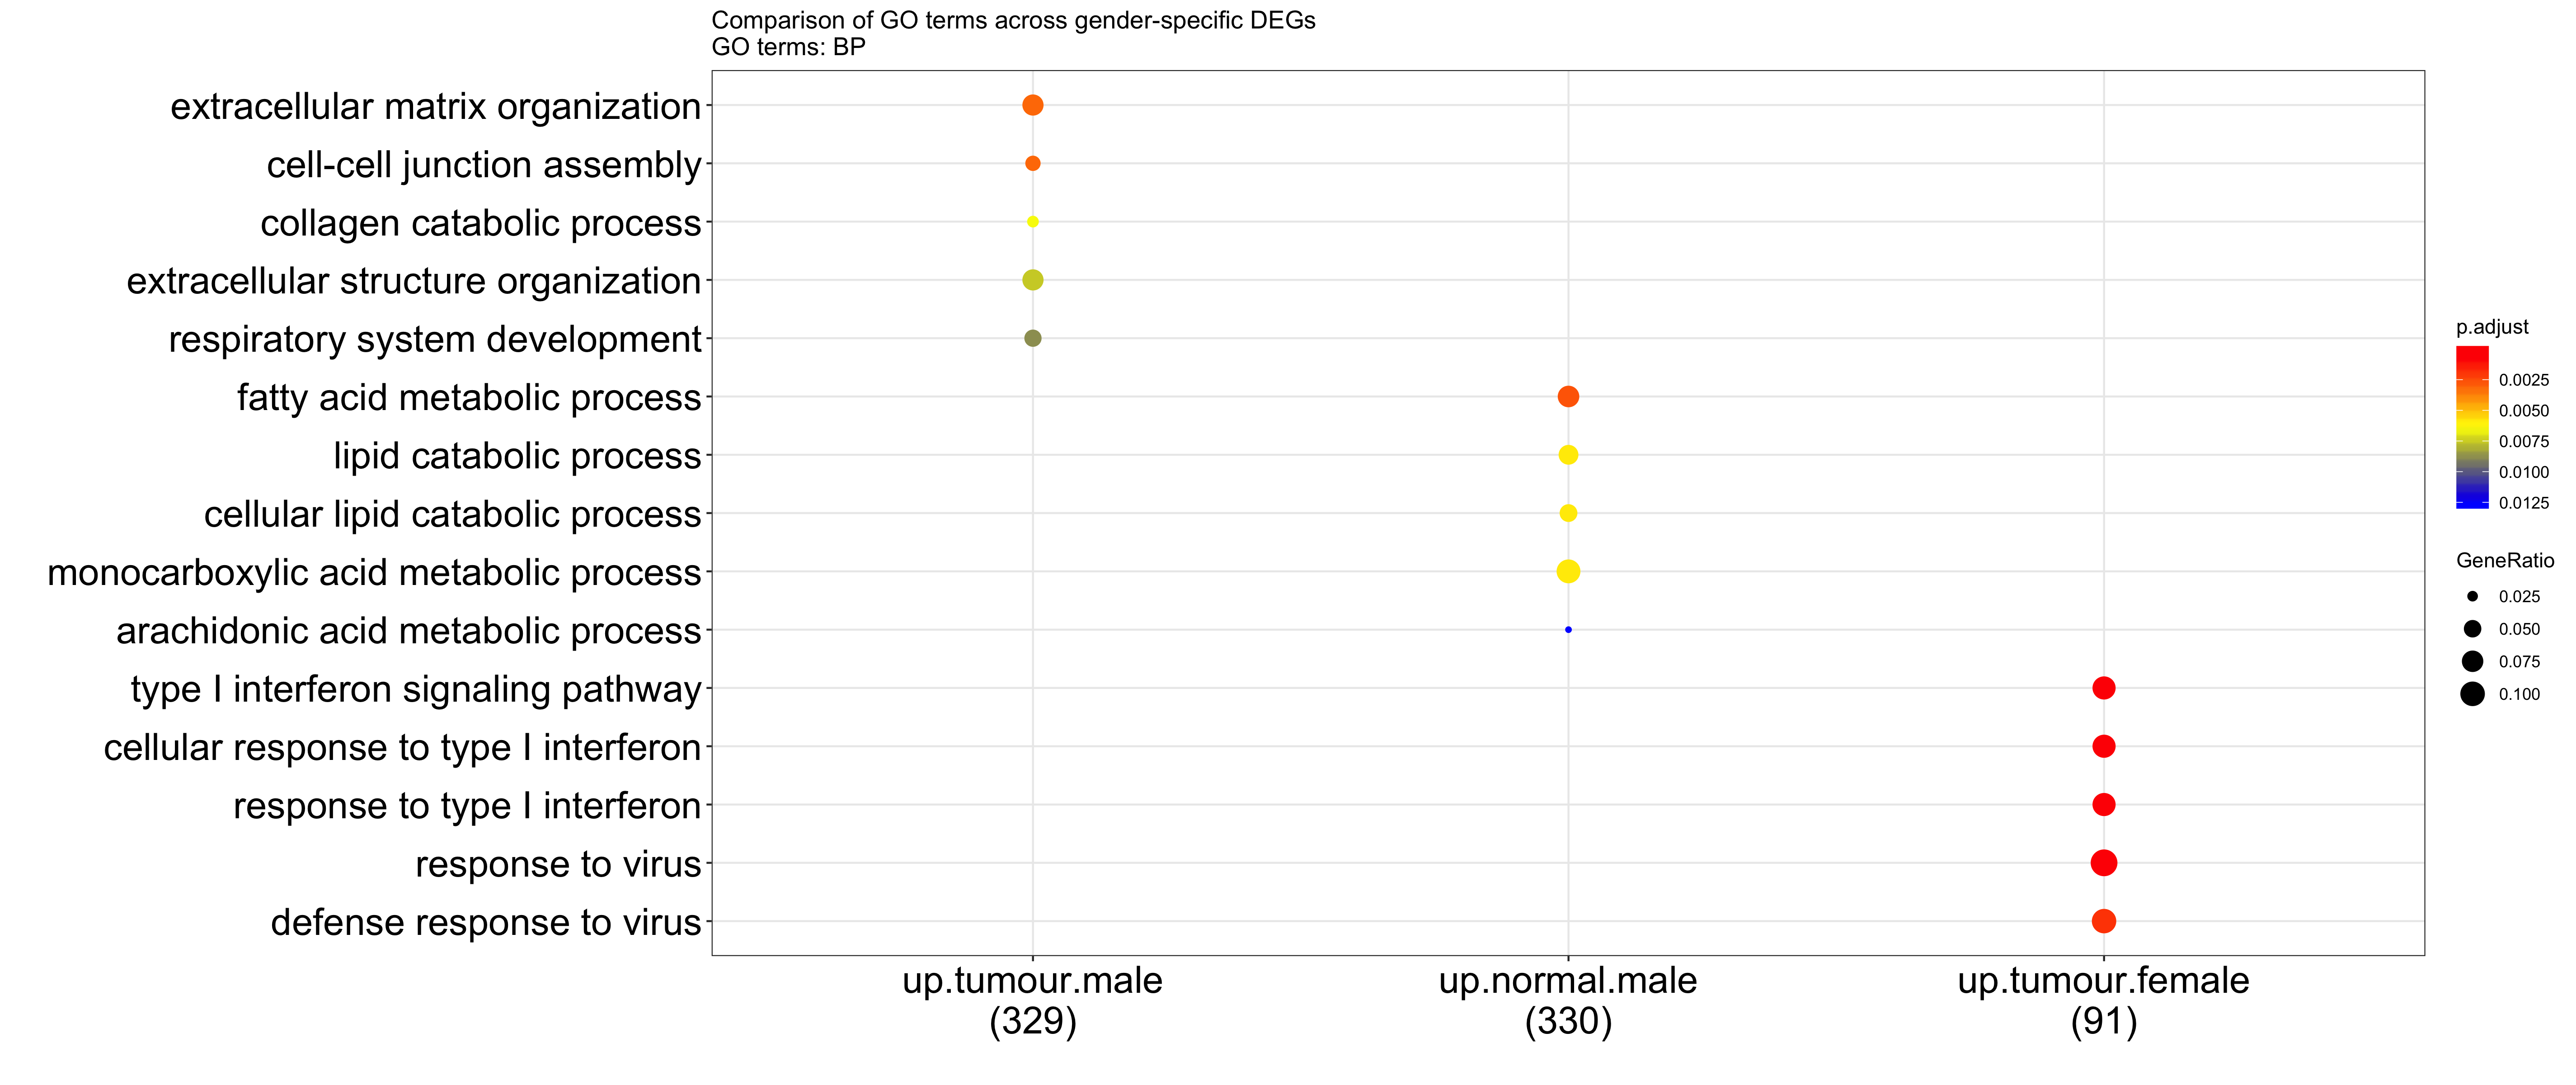 Comparison of GO terms across gender-specific DEGs
GO terms: BP
extracellular matrix organization
cell-cell junction assembly
collagen catabolic process
extracellular structure organization
respiratory system development
fatty acid metabolic process
lipid catabolic process
cellular lipid catabolic process
monocarboxylic acid metabolic process
arachidonic acid metabolic process
type I interferon signaling pathway
cellular response to type I interferon
response to type I interferon
response to virus
defense response to virus
up.tumour.male
(329)
up.normal.male
(330)
up.tumour.female
(91)
p.adjust
0.0025
0.0050
0.0075
0.0100
0.0125
GeneRatio
0.025
0.050
0.075
0.100